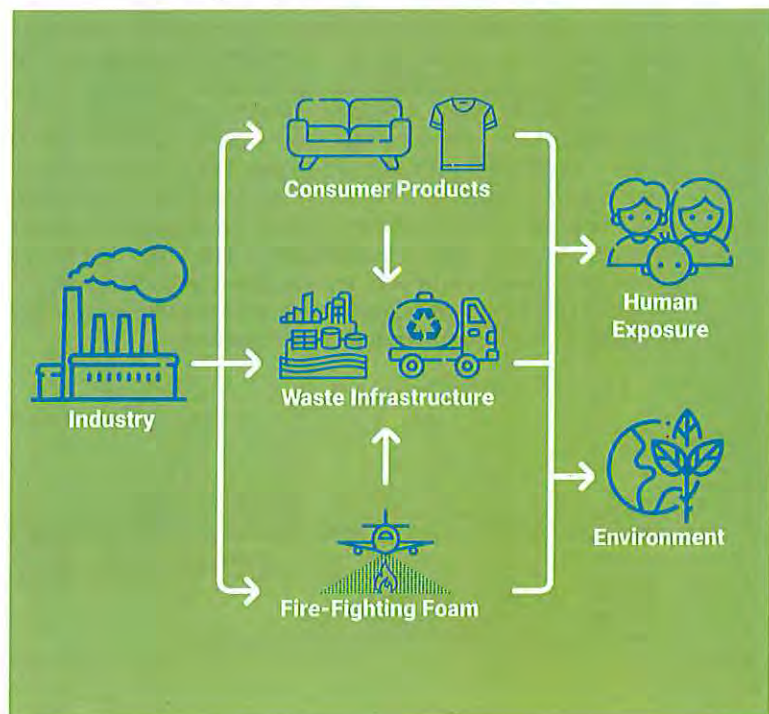 Consumer Products
Human
Exposure
Industry
Waste Infrastructure
Environment
Fire-Fighting Foam